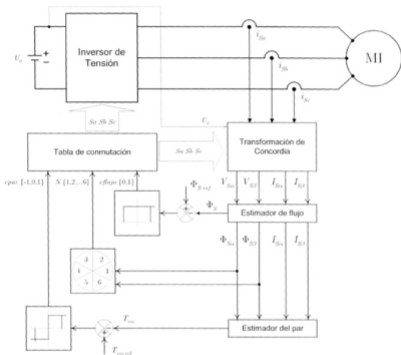 U_c
Inversor de
Tensión
MI
i_Sa
i_Sb
i_Sc
Sa Sb Sc
U_c
Tabla de conmutación
Sa Sb Sc
Transformación de
Concordia
cpar {-1,0,1}
N {1,2,..6}
cflujo {0,1}
V_Sα
V_Sβ
I_Sα
I_Sβ
Φ_S ref
Φ_S
Estimador de flujo
3 2
4 1
5 6
Φ_Sα
Φ_Sβ
I_Sα
I_Sβ
T_em
Estimador del par
T_em ref